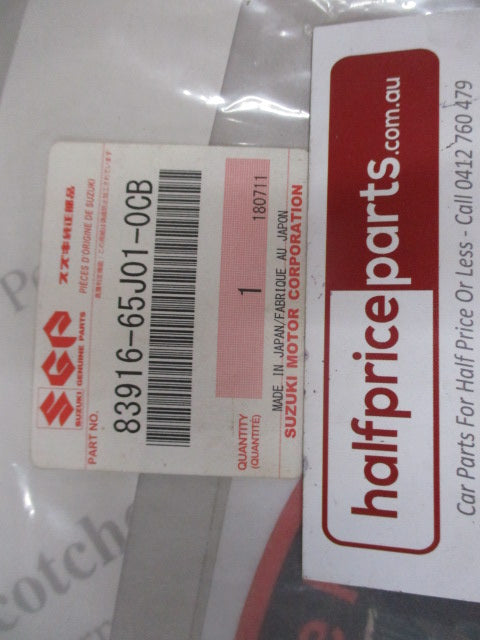 スズキ純正部品
PIÈCES D'ORIGINE DE SUZUKI
SGP
SUZUKI GENUINE PARTS
PART NO.
83916-65J01-0CB
QUANTITY
(QUANTITÉ)
1
180711
MADE IN JAPAN/FABRIQUE AU JAPON
SUZUKI MOTOR CORPORATION
halfpriceparts.com.au
Car Parts For Half Price Or Less - Call 0412 760 479